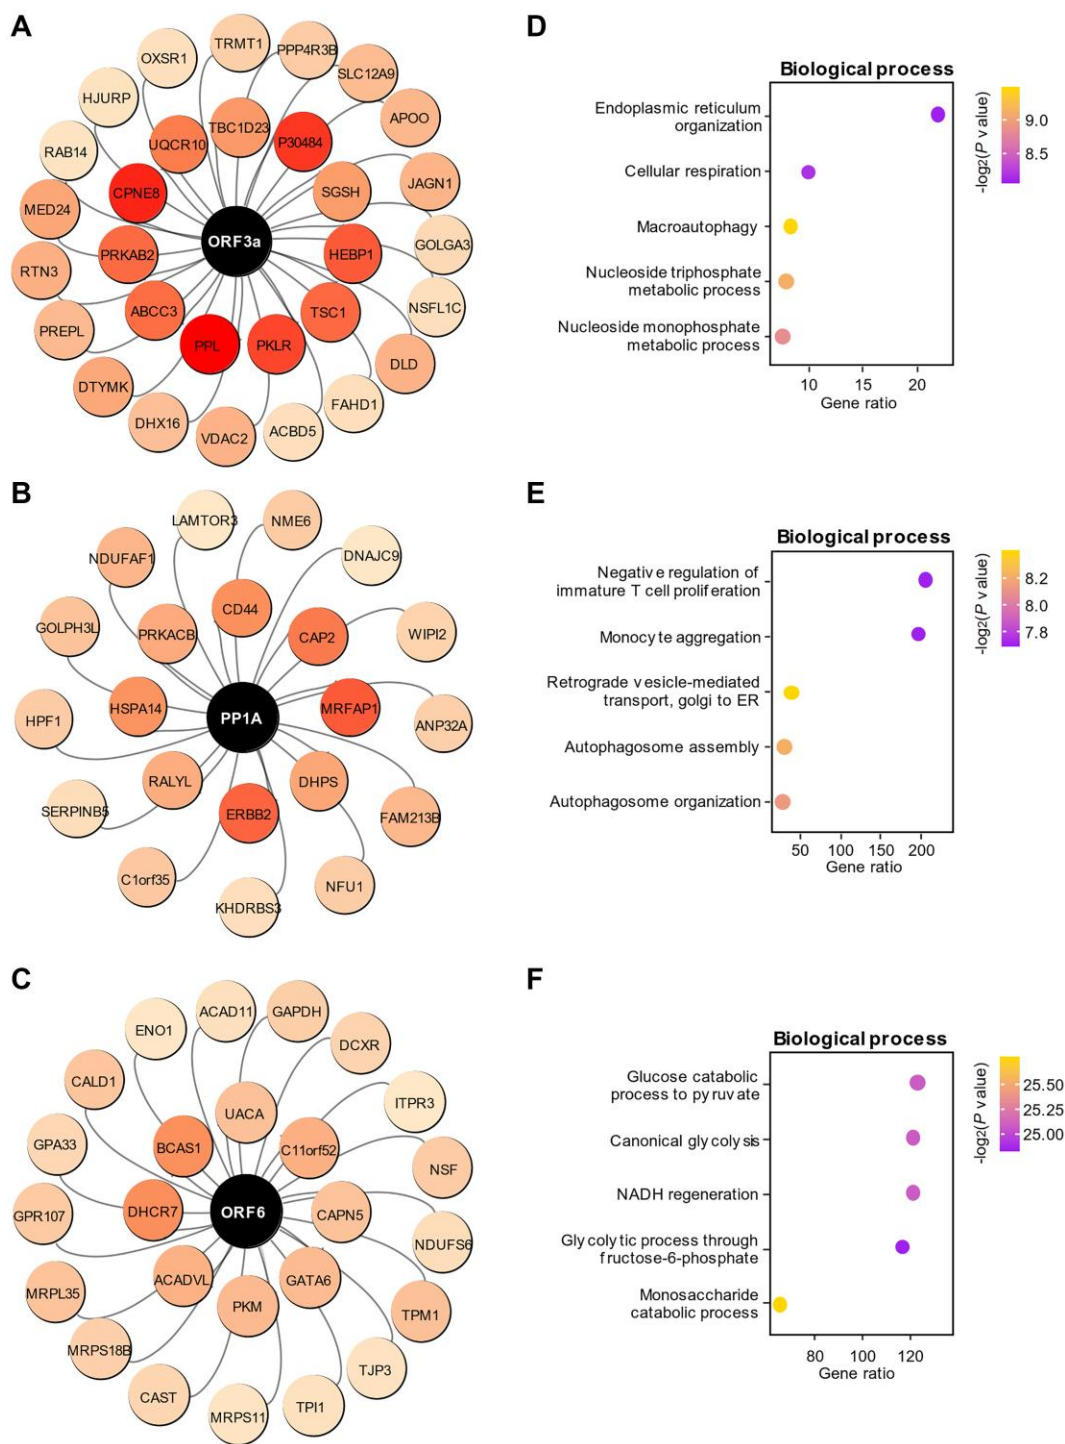 A
TRMT1
PPP4R3B
OXSR1
SLC12A9
HJURP
APOO
TBC1D23
P30484
UQCR10
RAB14
JAGN1
CPNE8
SGSH
MED24
ORF3a
GOLGA3
PRKAB2
HEBP1
RTN3
NSFL1C
ABCC3
TSC1
PREPL
PPL
PKLR
DLD
DTYMK
FAHD1
DHX16
VDAC2
ACBD5
D
Biological process
Endoplasmic reticulum
organization
Cellular respiration
Macroautophagy
Nucleoside triphosphate
metabolic process
Nucleoside monophosphate
metabolic process
10
15
20
Gene ratio
9.0
8.5
-log2(P value)
B
LAMTOR3
NME6
NDUFAF1
DNAJC9
CD44
GOLPH3L
PRKACB
CAP2
WIPI2
HSPA14
MRFAP1
HPF1
PP1A
ANP32A
RALYL
DHPS
SERPINB5
ERBB2
FAM213B
C1orf35
NFU1
KHDRBS3
E
Biological process
Negative regulation of
immature T cell proliferation
Monocyte aggregation
Retrograde vesicle-mediated
transport, golgi to ER
Autophagosome assembly
Autophagosome organization
50
100
150
200
Gene ratio
8.2
8.0
7.8
-log2(P value)
C
ACAD11
GAPDH
ENO1
DCXR
CALD1
ITPR3
UACA
GPA33
BCAS1
C11orf52
NSF
GPR107
DHCR7
ORF6
CAPN5
NDUFS6
MRPL35
ACADVL
GATA6
PKM
TPM1
MRPS18B
TJP3
CAST
MRPS11
TPI1
F
Biological process
Glucose catabolic
process to pyruvate
Canonical glycolysis
NADH regeneration
Glycolytic process through
fructose-6-phosphate
Monosaccharide
catabolic process
80
100
120
Gene ratio
25.50
25.25
25.00
-log2(P value)